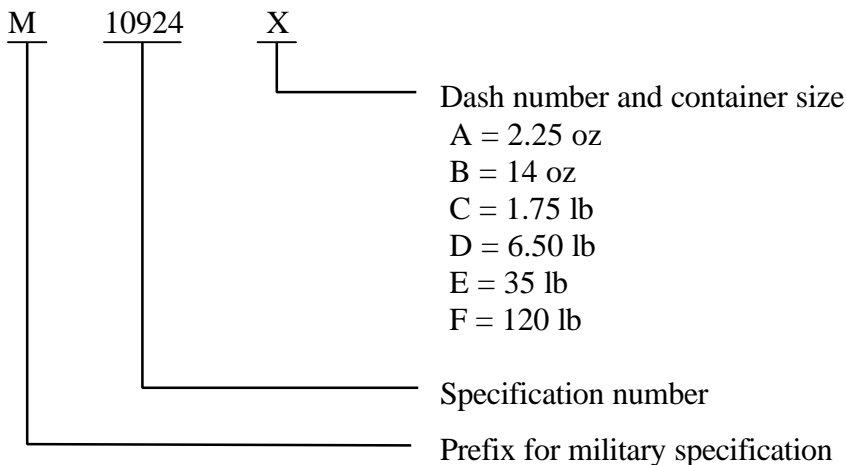 M 10924 X
Dash number and container size
A = 2.25 oz
B = 14 oz
C = 1.75 lb
D = 6.50 lb
E = 35 lb
F = 120 lb
Specification number
Prefix for military specification